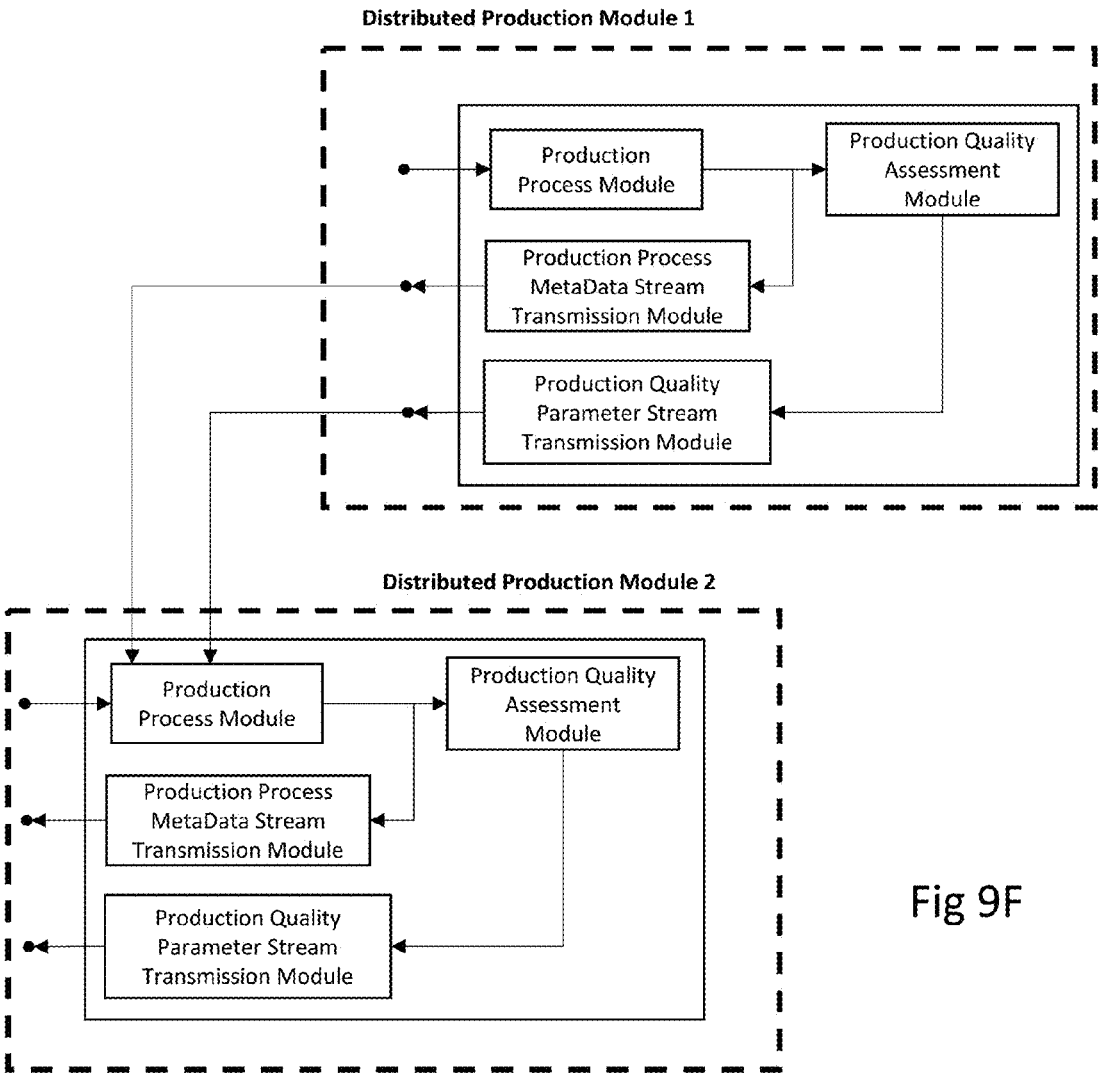 Distributed Production Module 1
Production
Process Module
Production Quality
Assessment
Module
Production Process
MetaData Stream
Transmission Module
Production Quality
Parameter Stream
Transmission Module
Distributed Production Module 2
Production
Process Module
Production Quality
Assessment
Module
Production Process
MetaData Stream
Transmission Module
Production Quality
Parameter Stream
Transmission Module
Fig 9F